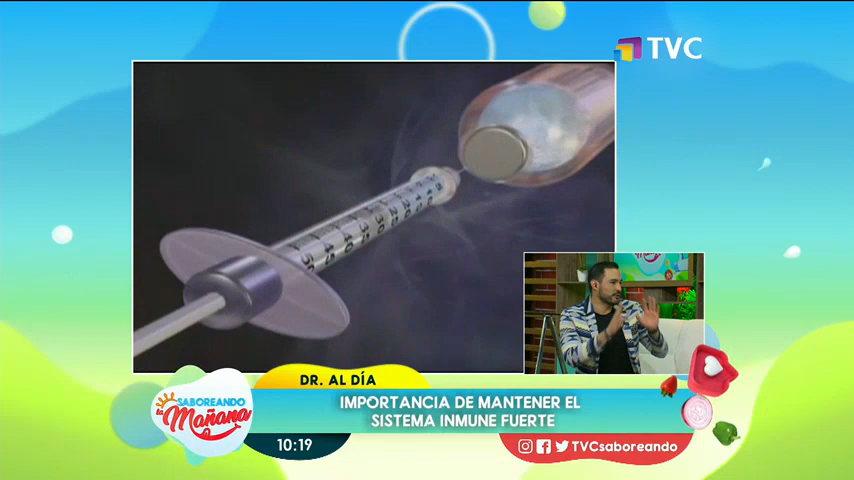 TVC
DR. AL DÍA
SABOREANDO
Mañana
IMPORTANCIA DE MANTENER EL
SISTEMA INMUNE FUERTE
10:19
TVCsaboreando